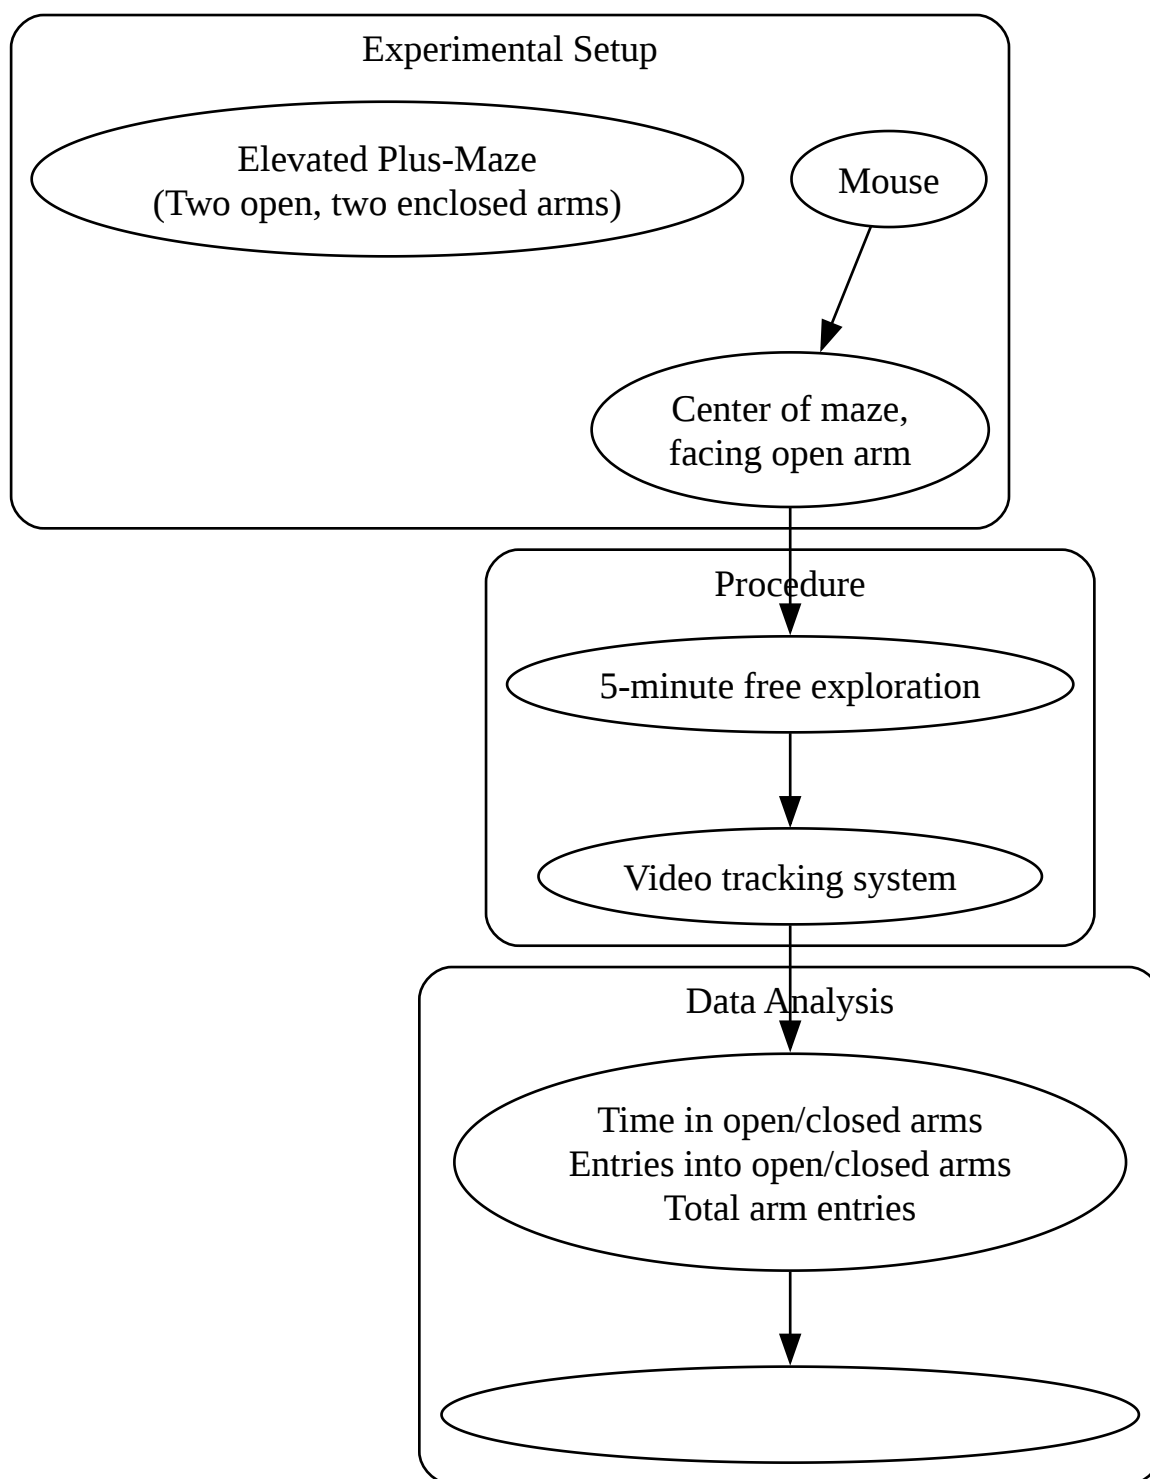 Experimental Setup
Elevated Plus-Maze
(Two open, two enclosed arms)
Mouse
Center of maze,
facing open arm
Procedure
5-minute free exploration
Video tracking system
Data Analysis
Time in open/closed arms
Entries into open/closed arms
Total arm entries